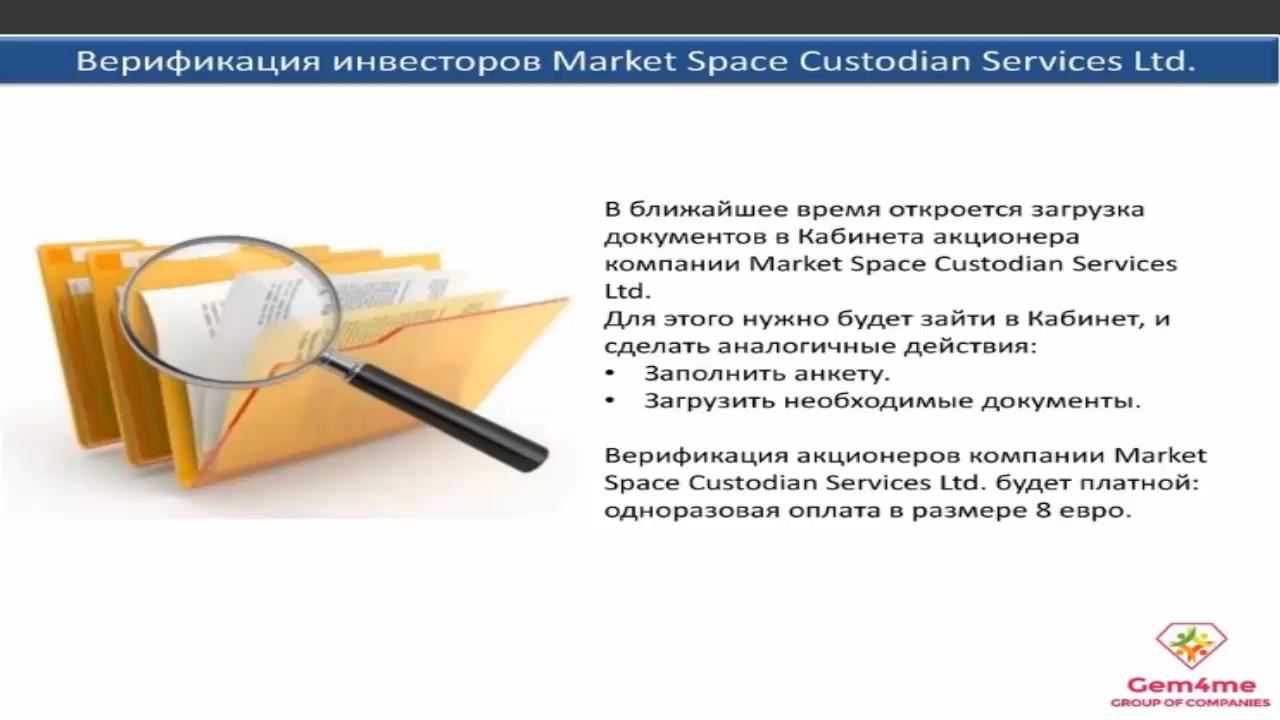 Верификация инвесторов Market Space Custodian Services Ltd.
В ближайшее время откроется загрузка
документов в Кабинета акционера
компании Market Space Custodian Services
Ltd.
Для этого нужно будет зайти в Кабинет, и
сделать аналогичные действия:
• Заполнить анкету.
• Загрузить необходимые документы.
Верификация акционеров компании Market
Space Custodian Services Ltd. будет платной:
одноразовая оплата в размере 8 евро.
Gem4me
GROUP OF COMPANIES